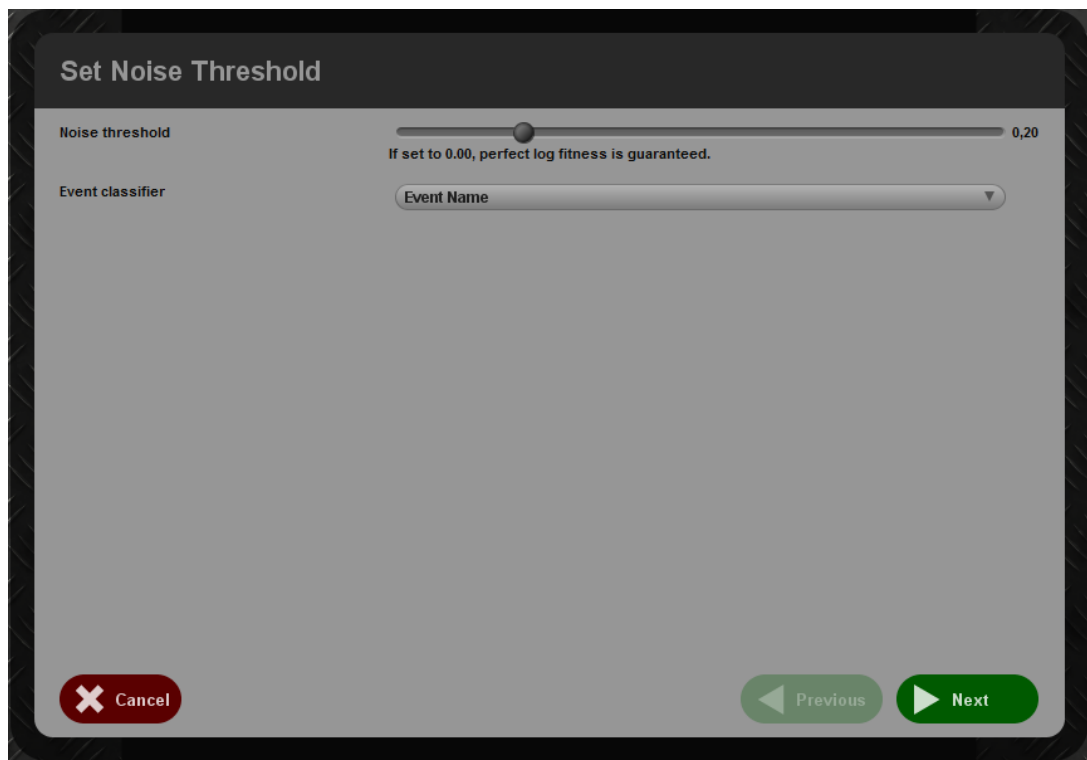 Set Noise Threshold
Noise threshold
0,20
If set to 0.00, perfect log fitness is guaranteed.
Event classifier
Event Name
Cancel
Previous
Next